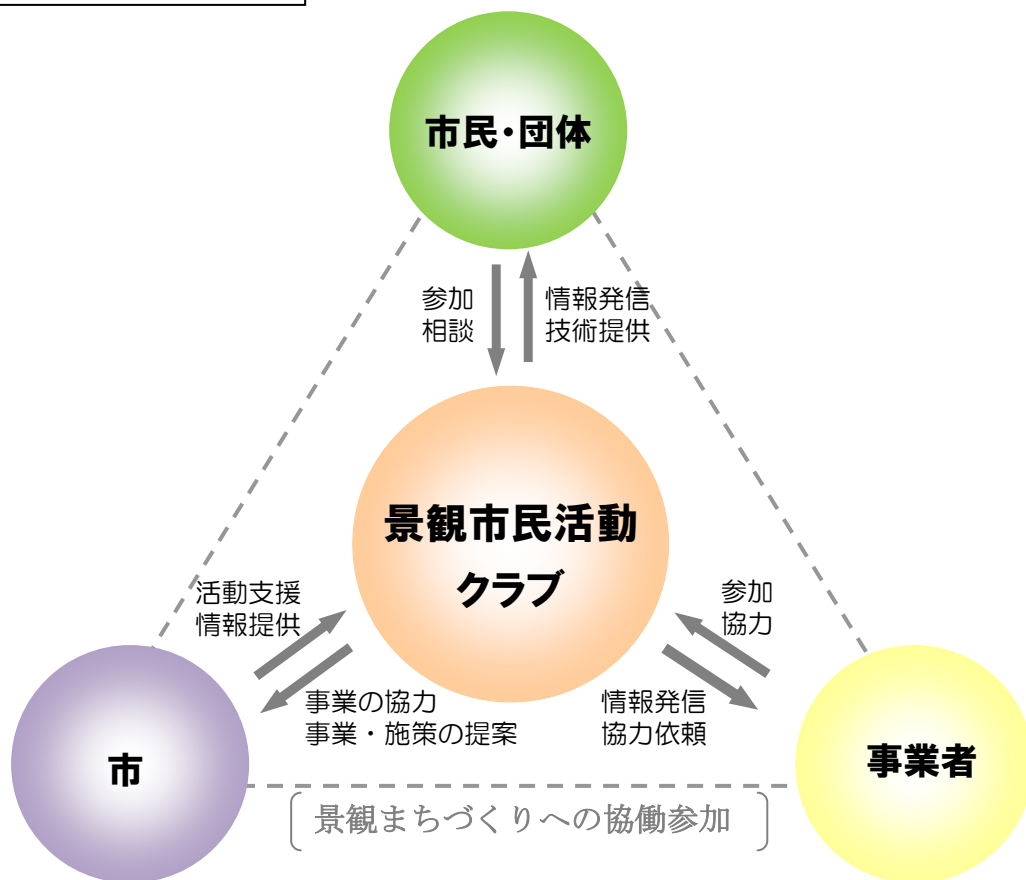 市民・団体
参加
相談
情報発信
技術提供
景観市民活動
クラブ
活動支援
情報提供
参加
協力
事業の協力
事業・施策の提案
情報発信
協力依頼
市
事業者
景観まちづくりへの協働参加